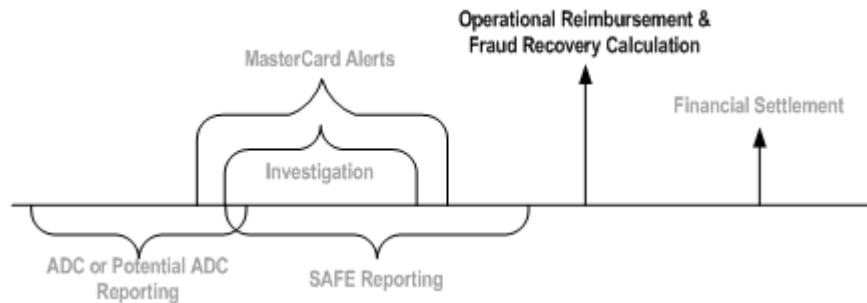 Operational Reimbursement &
Fraud Recovery Calculation
MasterCard Alerts
Financial Settlement
Investigation
ADC or Potential ADC
Reporting
SAFE Reporting